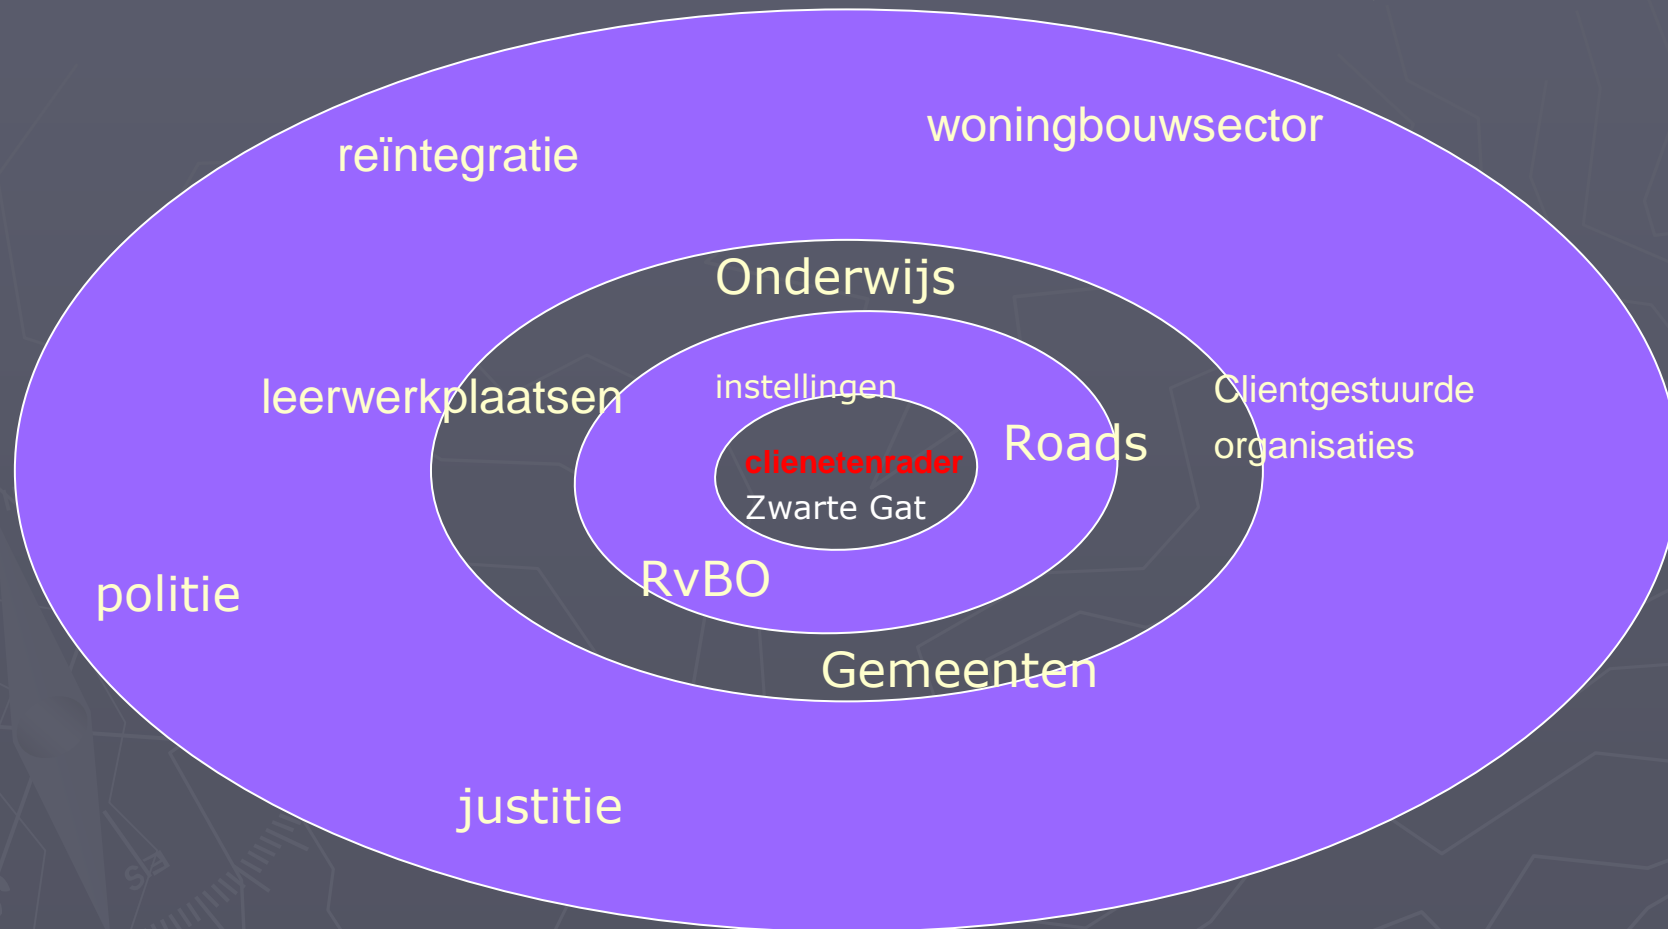 woningbouwsector
reïntegratie
Onderwijs
instellingen
leerwerkplaatsen
Clientgestuurde
organisaties
Roads
clienetenrader
Zwarte Gat
RvBO
politie
Gemeenten
justitie